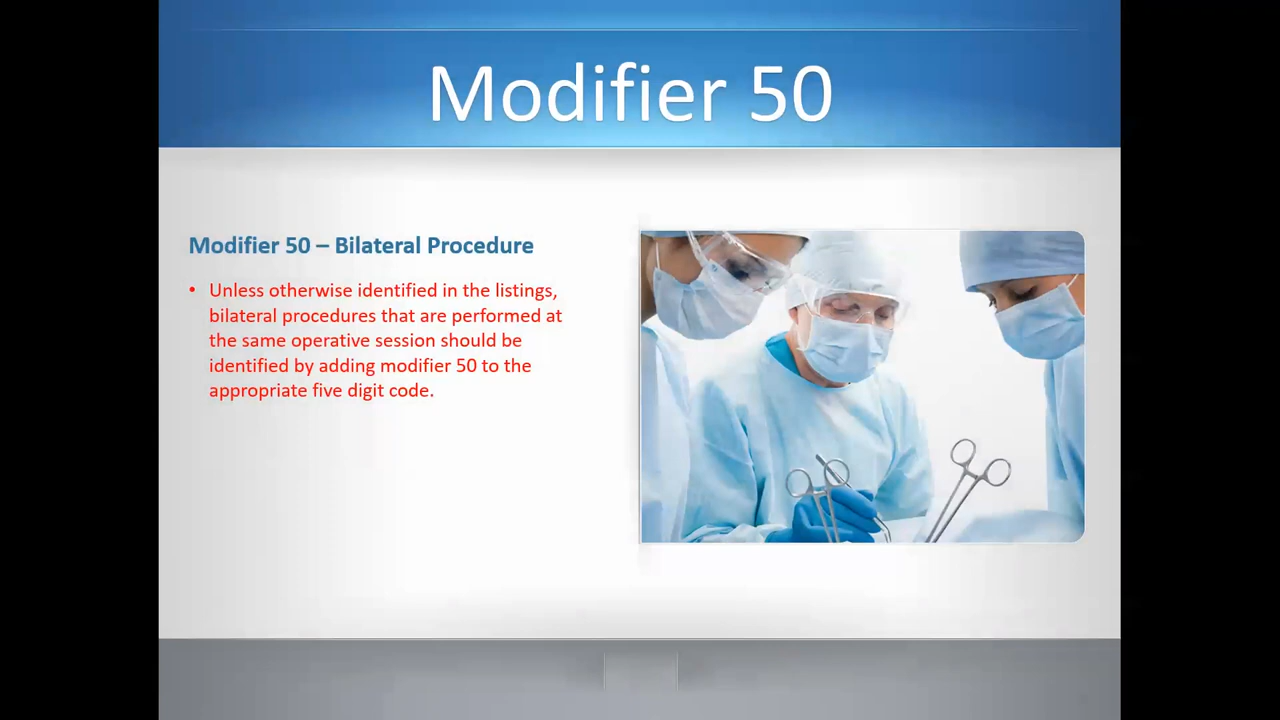 Modifier 50
Modifier 50 – Bilateral Procedure
• Unless otherwise identified in the listings,
bilateral procedures that are performed at
the same operative session should be
identified by adding modifier 50 to the
appropriate five digit code.